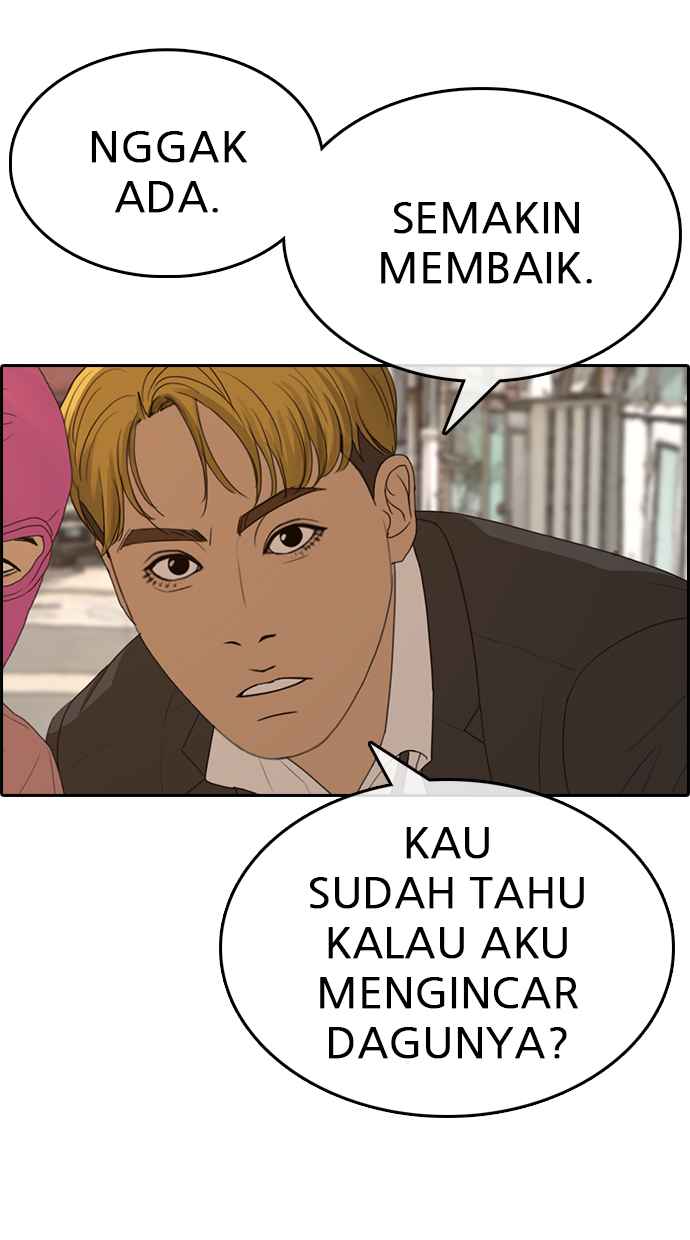 NGGAK
ADA.
SEMAKIN
MEMBAIK.
KAU
SUDAH TAHU
KALAU AKU
MENGINCAR
DAGUNYA?